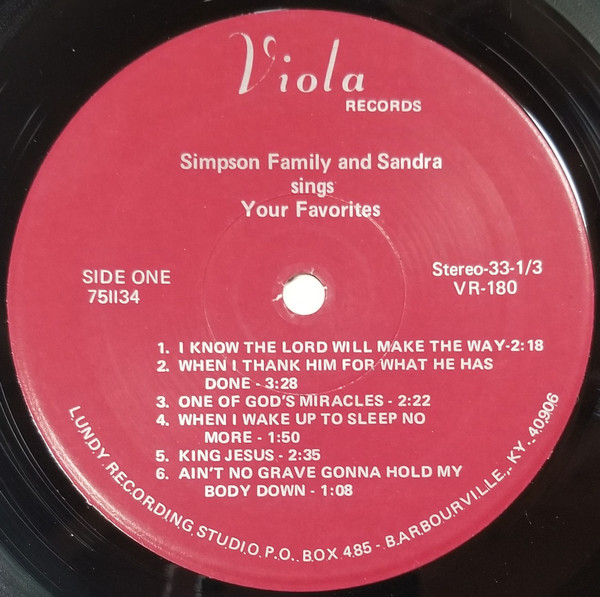 Viola
RECORDS
Simpson Family and Sandra
sings
Your Favorites
SIDE ONE
751134
Stereo-33-1/3
VR-180
1. I KNOW THE LORD WILL MAKE THE WAY-2:18
2. WHEN I THANK HIM FOR WHAT HE HAS
DONE - 3:28
3. ONE OF GOD'S MIRACLES - 2:22
4. WHEN I WAKE UP TO SLEEP NO
MORE - 1:50
5. KING JESUS - 2:35
6. AIN'T NO GRAVE GONNA HOLD MY
BODY DOWN - 1:08
LUNDY RECORDING STUDIO P.O. BOX 485 - BARBOURVILLE, KY. 40906